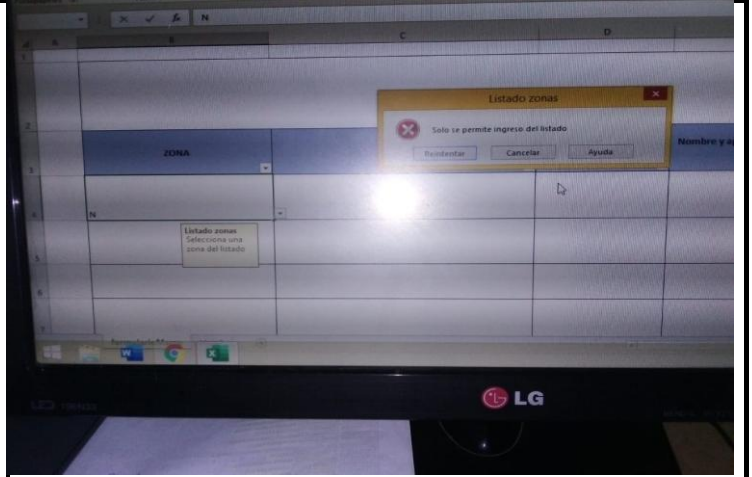 N
B
C
D
Listado zonas
Solo se permite ingreso del listado
Reintentar
Cancelar
Ayuda
ZONA
Nombre y
N
Listado zonas
Selecciona una
zona del listado
LG